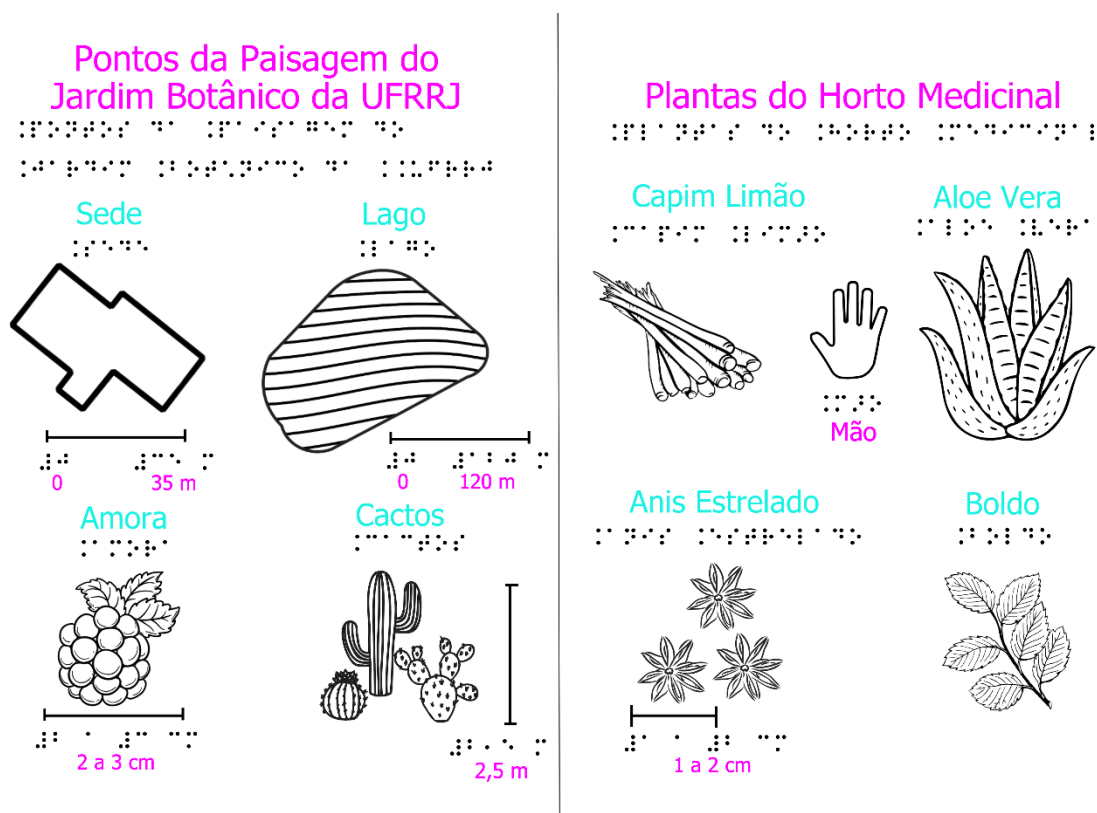 Pontos da Paisagem do
Jardim Botânico da UFRRJ
⠨⠏⠕⠝⠞⠕⠎ ⠙⠁ ⠨⠏⠁⠊⠎⠁⠛⠑⠍ ⠙⠕
⠨⠚⠁⠗⠙⠊⠍ ⠨⠃⠕⠞⠡⠝⠊⠉⠕ ⠙⠁ ⠨⠨⠥⠋⠗⠗⠚
Sede
⠨⠎⠑⠙⠑
⠼⠚ ⠼⠉⠑ ⠍
0 35 m
Lago
⠨⠇⠁⠛⠕
⠼⠚ ⠼⠁⠃⠚ ⠍
0 120 m
Amora
⠨⠁⠍⠕⠗⠁
⠼⠃ ⠁ ⠼⠉ ⠉⠍
2 a 3 cm
Cactos
⠨⠉⠁⠉⠞⠕⠎
⠼⠃⠂⠑ ⠍
2,5 m
Plantas do Horto Medicinal
⠨⠏⠇⠁⠝⠞⠁⠎ ⠙⠕ ⠨⠓⠕⠗⠞⠕ ⠨⠍⠑⠙⠊⠉⠊⠝⠁⠇
Capim Limão
⠨⠉⠁⠏⠊⠍ ⠨⠇⠊⠍⠜⠕
⠨⠍⠜⠕
Mão
Aloe Vera
⠨⠁⠇⠕⠑ ⠨⠧⠑⠗⠁
Anis Estrelado
⠨⠁⠝⠊⠎ ⠨⠑⠎⠞⠗⠑⠇⠁⠙⠕
⠼⠁ ⠁ ⠼⠃ ⠉⠍
1 a 2 cm
Boldo
⠨⠃⠕⠇⠙⠕